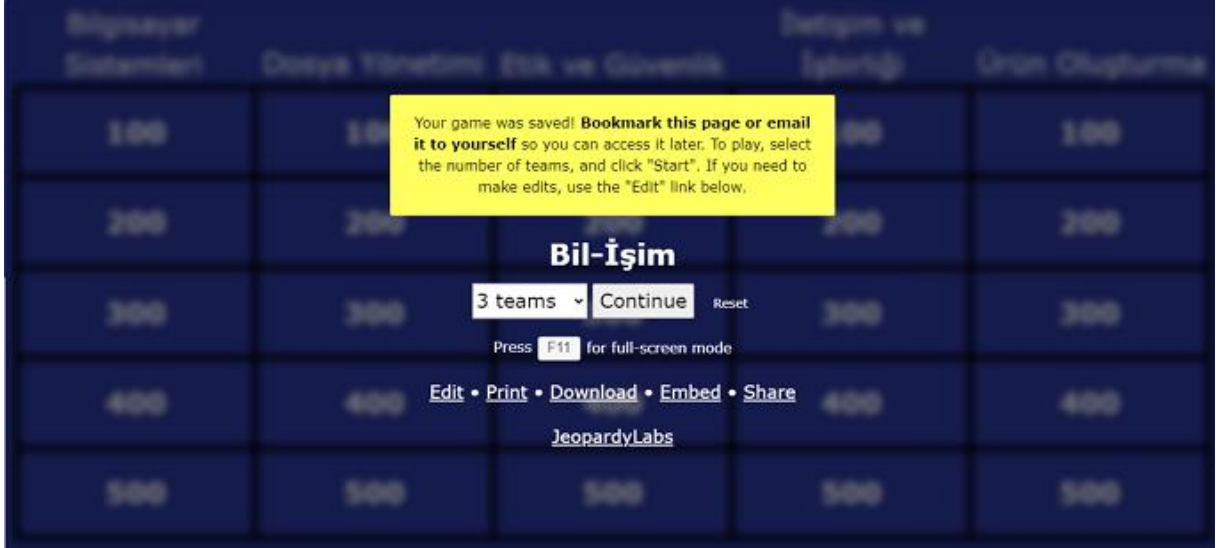 Bilgisayar
Sistemleri
Dosya Yönetimi
Etik ve Güvenlik
İletişim ve
İşbirliği
Ürün Oluşturma
100 100 100 100
Your game was saved! Bookmark this page or email
it to yourself so you can access it later. To play, select
the number of teams, and click "Start". If you need to
make edits, use the "Edit" link below.
200 200 200 200 200
Bil-İşim
3 teams Continue Reset
300 300 300 300
Press F11 for full-screen mode
Edit • Print • Download • Embed • Share
400 400 400 400
JeopardyLabs
500 500 500 500 500